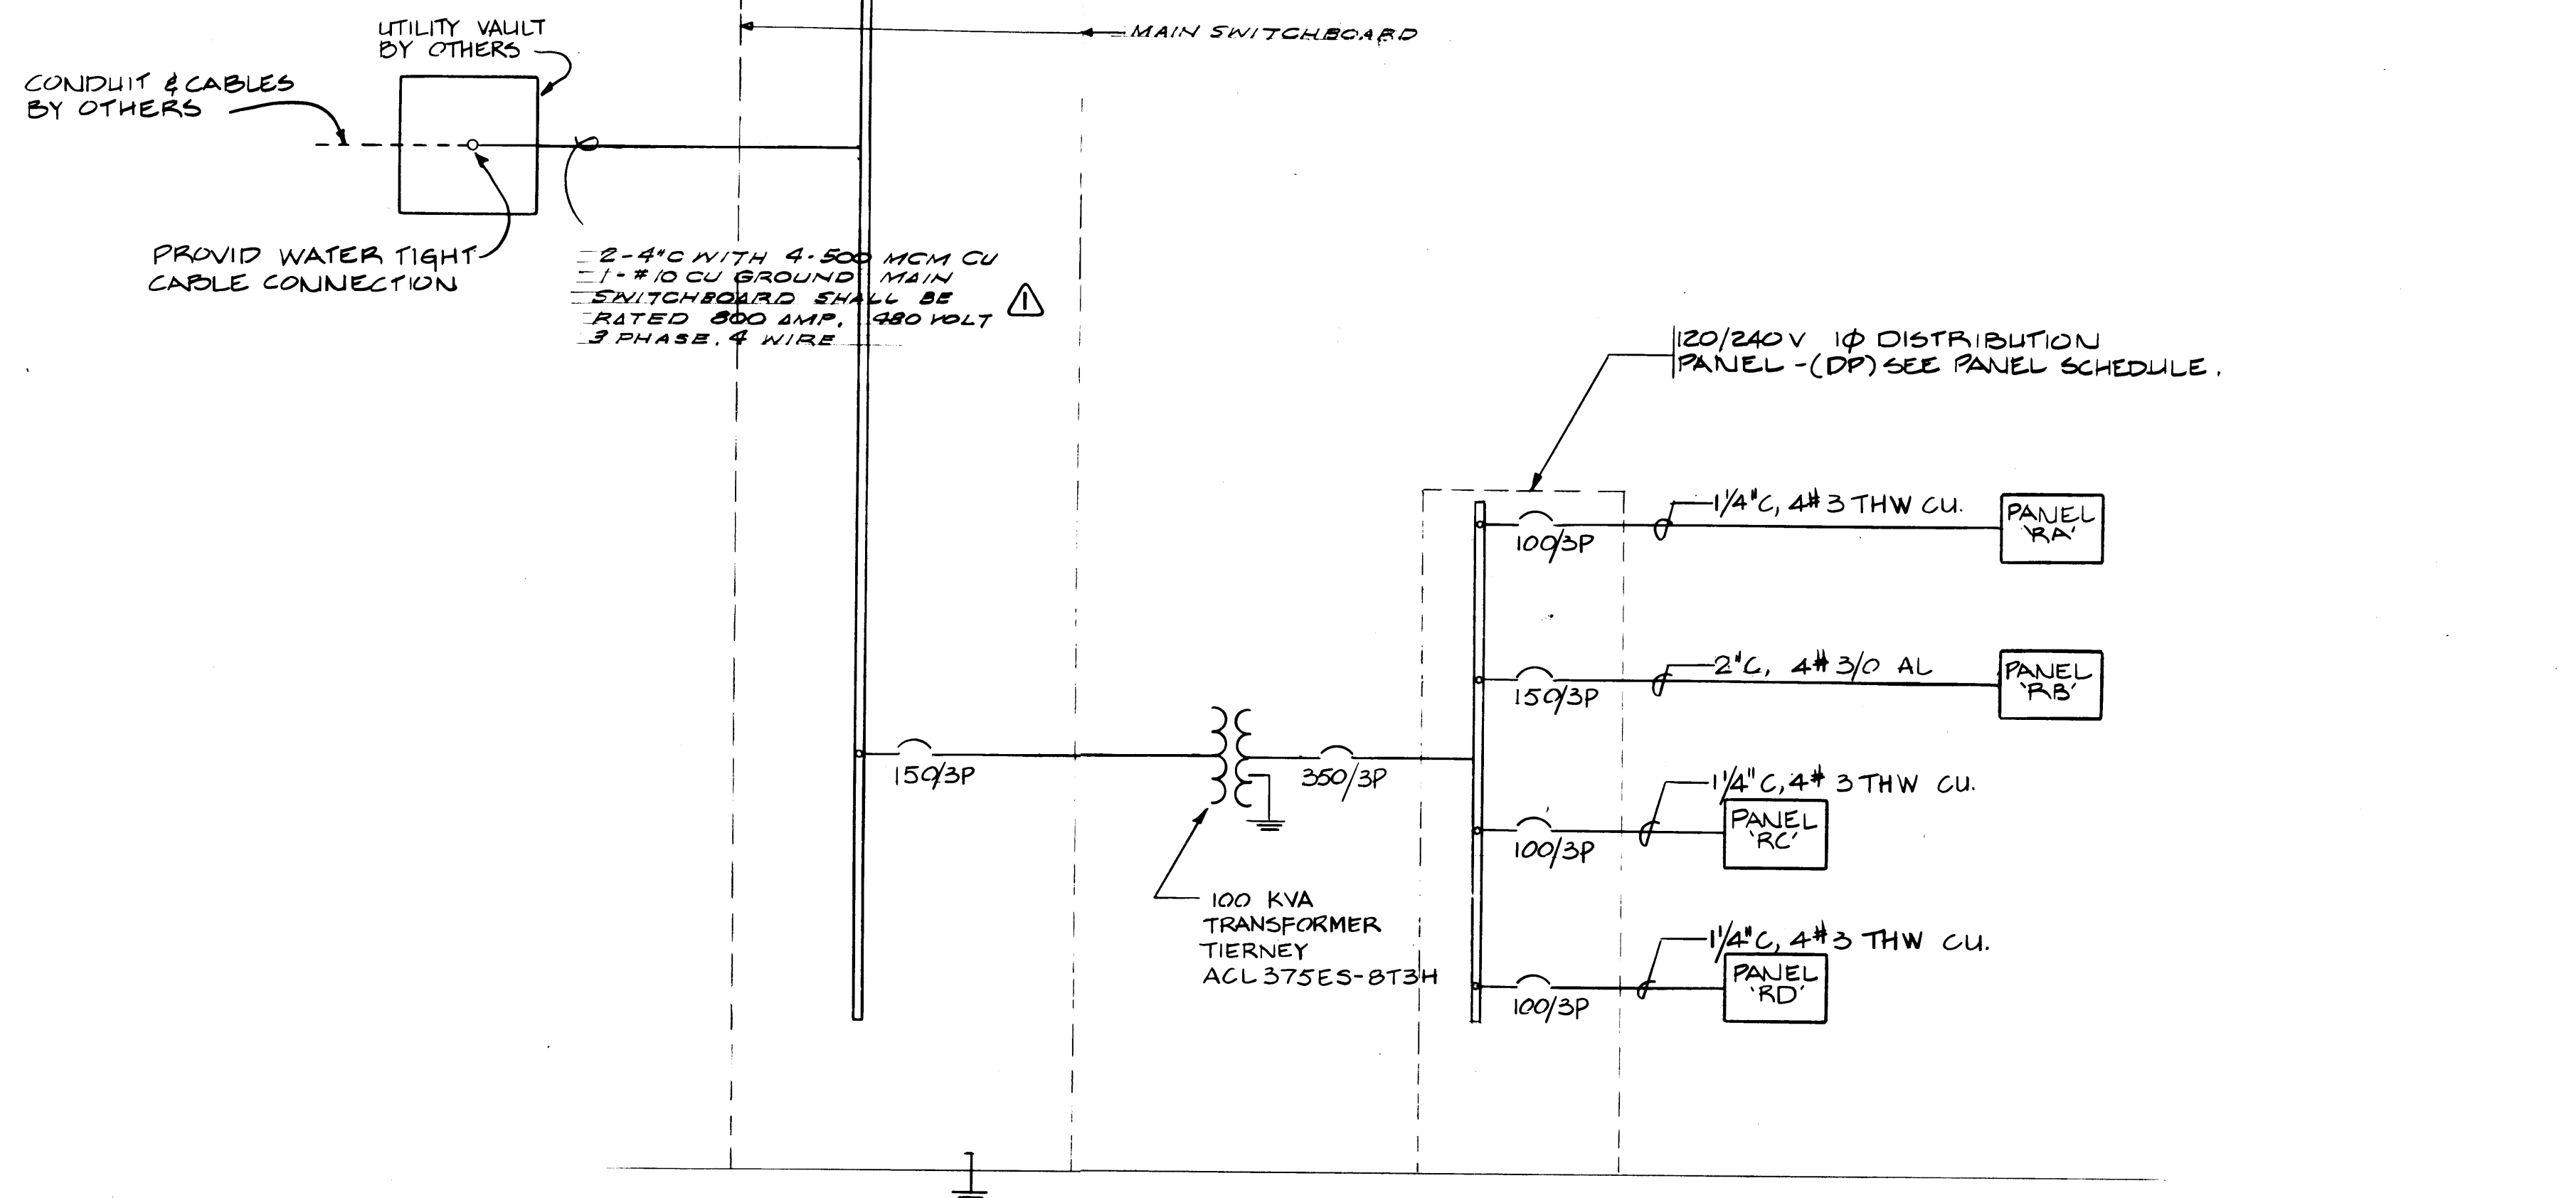 MAIN SWITCHBOARD
UTILITY VAULT
BY OTHERS
CONDUIT & CABLES
BY OTHERS
PROVID WATER TIGHT
CABLE CONNECTION
2-4"C WITH 4-500 MCM CU
1-#10 CU GROUND MAIN
SWITCHBOARD SHALL BE
RATED 800 AMP, 480 VOLT
3 PHASE, 4 WIRE
1
120/240V 1Φ DISTRIBUTION
PANEL-(DP) SEE PANEL SCHEDULE.
1¼"C, 4#3 THW CU.
100/3P
PANEL
'RA'
2"C, 4#3/0 AL
150/3P
PANEL
'RB'
150/3P
350/3P
1¼"C, 4#3 THW CU.
100/3P
PANEL
'RC'
100 KVA
TRANSFORMER
TIERNEY
ACL375ES-8T3H
1¼"C, 4#3 THW CU.
100/3P
PANEL
'RD'